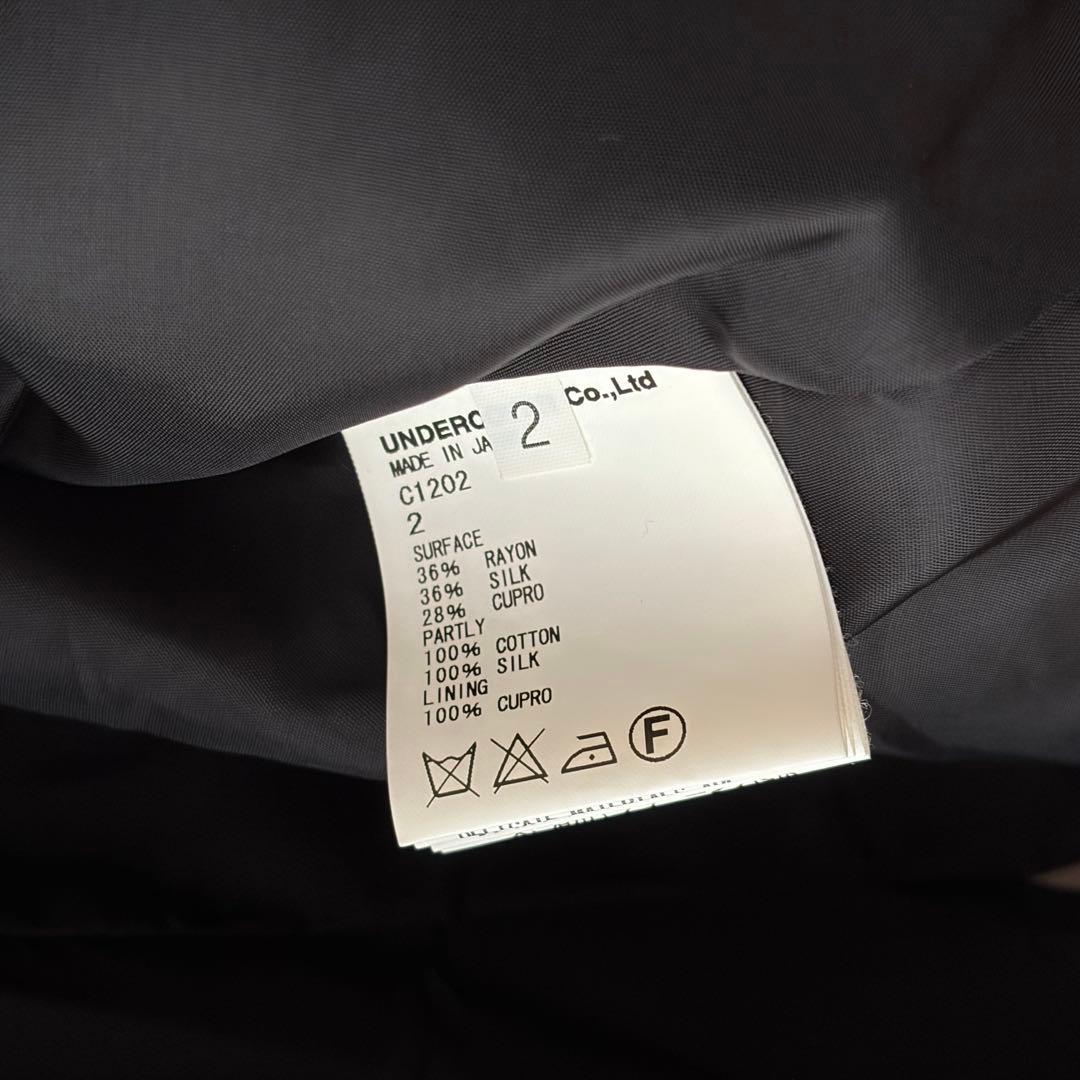 UNDERC Co.,Ltd
2
MADE IN JA
C1202
2
SURFACE
36% RAYON
36% SILK
28% CUPRO
PARTLY
100% COTTON
100% SILK
LINING
100% CUPRO
F